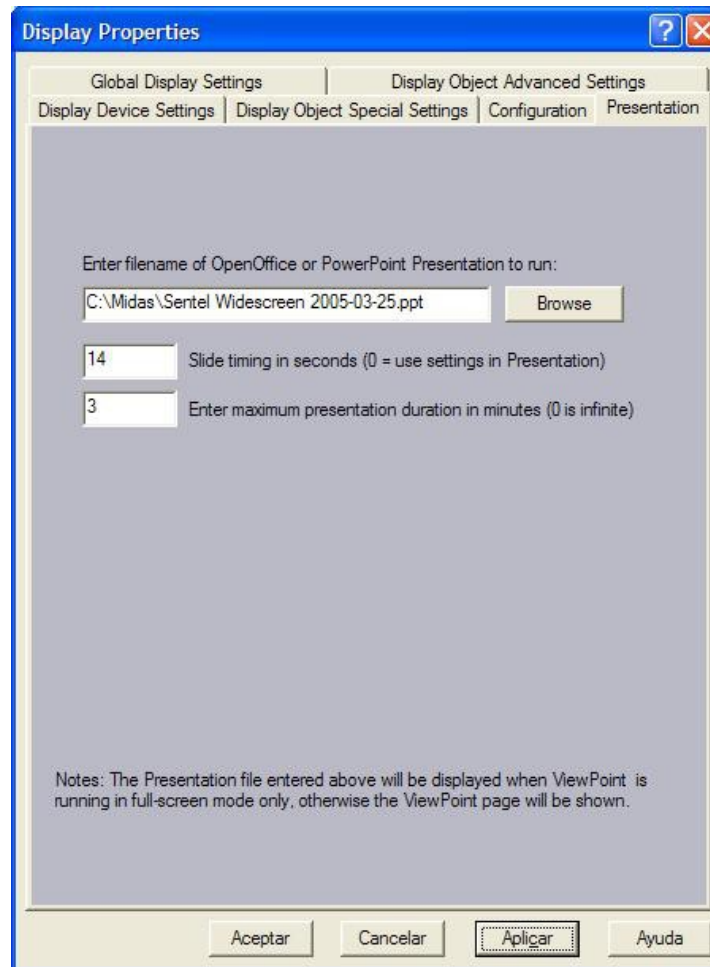 Display Properties
Global Display Settings
Display Object Advanced Settings
Display Device Settings
Display Object Special Settings
Configuration
Presentation
Enter filename of OpenOffice or PowerPoint Presentation to run:
C:\Midas\Sentel Widescreen 2005-03-25.ppt
Browse
14
Slide timing in seconds (0 = use settings in Presentation)
3
Enter maximum presentation duration in minutes (0 is infinite)
Notes: The Presentation file entered above will be displayed when ViewPoint is
running in full-screen mode only, otherwise the ViewPoint page will be shown.
Aceptar
Cancelar
Aplicar
Ayuda